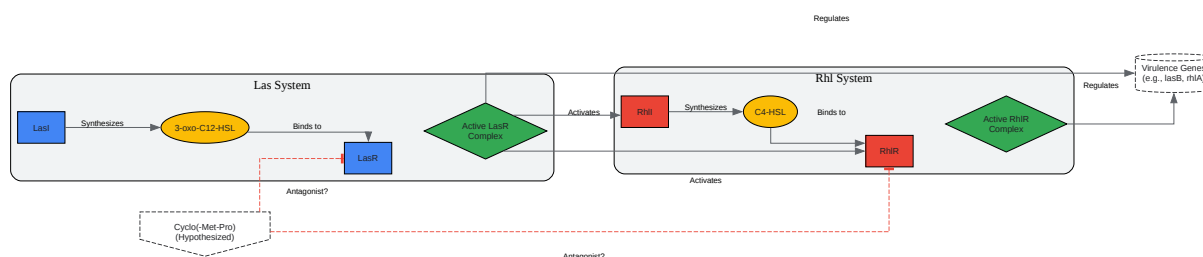 Regulates
Las System
Rhl System
Virulence Genes
(e.g., lasB, rhlA)
Regulates
LasI
Synthesizes
3-oxo-C12-HSL
Binds to
LasR
Active LasR
Complex
Activates
RhlI
Synthesizes
C4-HSL
Binds to
RhlR
Active RhlR
Complex
Activates
Antagonist?
Cyclo(-Met-Pro)
(Hypothesized)
Antagonist?